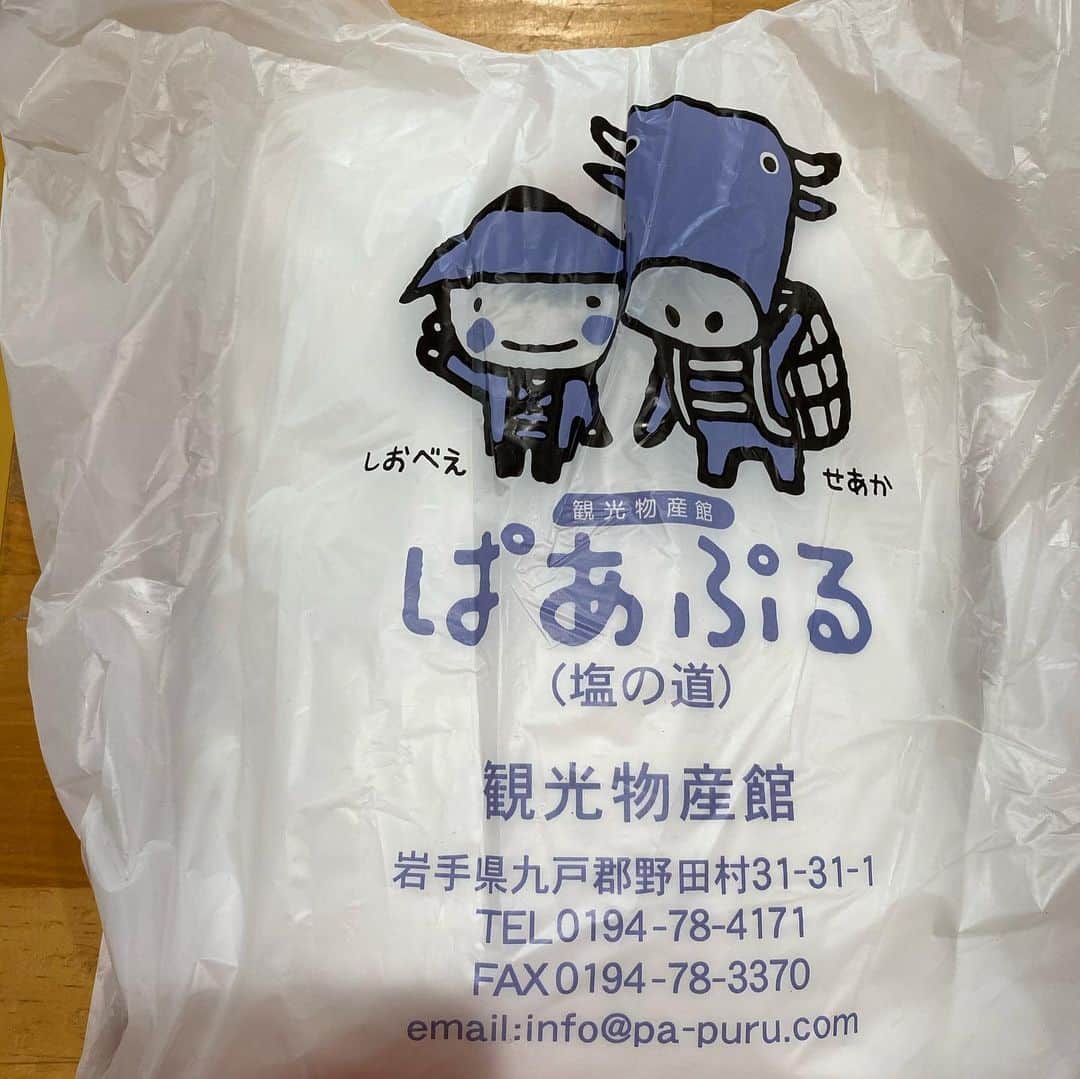 しおべえ
せあか
観光物産館
ぱあぷる
(塩の道)
観光物産館
岩手県九戸郡野田村31-31-1
TEL0194-78-4171
FAX0194-78-3370
email:info@pa-puru.com